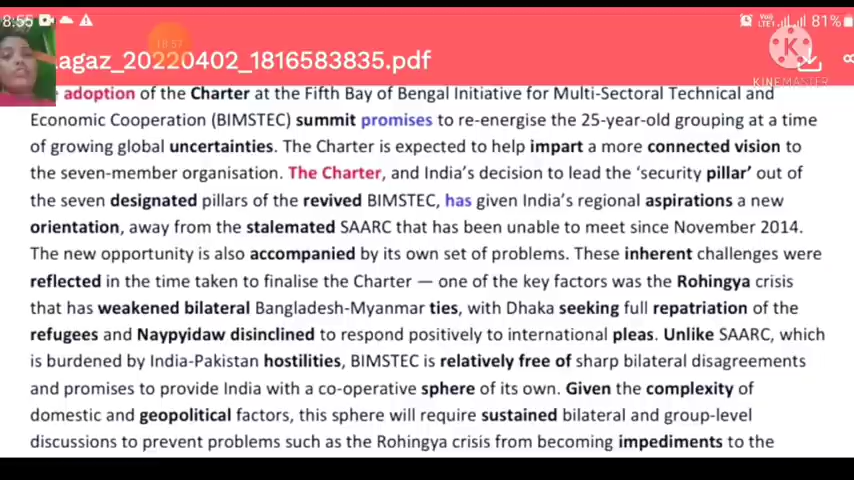 8:55
81%
18:57
agaz_20220402_1816583835.pdf
K
KINEMASTER
adoption of the Charter at the Fifth Bay of Bengal Initiative for Multi-Sectoral Technical and
Economic Cooperation (BIMSTEC) summit promises to re-energise the 25-year-old grouping at a time
of growing global uncertainties. The Charter is expected to help impart a more connected vision to
the seven-member organisation. The Charter, and India's decision to lead the 'security pillar' out of
the seven designated pillars of the revived BIMSTEC, has given India's regional aspirations a new
orientation, away from the stalemated SAARC that has been unable to meet since November 2014.
The new opportunity is also accompanied by its own set of problems. These inherent challenges were
reflected in the time taken to finalise the Charter — one of the key factors was the Rohingya crisis
that has weakened bilateral Bangladesh-Myanmar ties, with Dhaka seeking full repatriation of the
refugees and Naypyidaw disinclined to respond positively to international pleas. Unlike SAARC, which
is burdened by India-Pakistan hostilities, BIMSTEC is relatively free of sharp bilateral disagreements
and promises to provide India with a co-operative sphere of its own. Given the complexity of
domestic and geopolitical factors, this sphere will require sustained bilateral and group-level
discussions to prevent problems such as the Rohingya crisis from becoming impediments to the